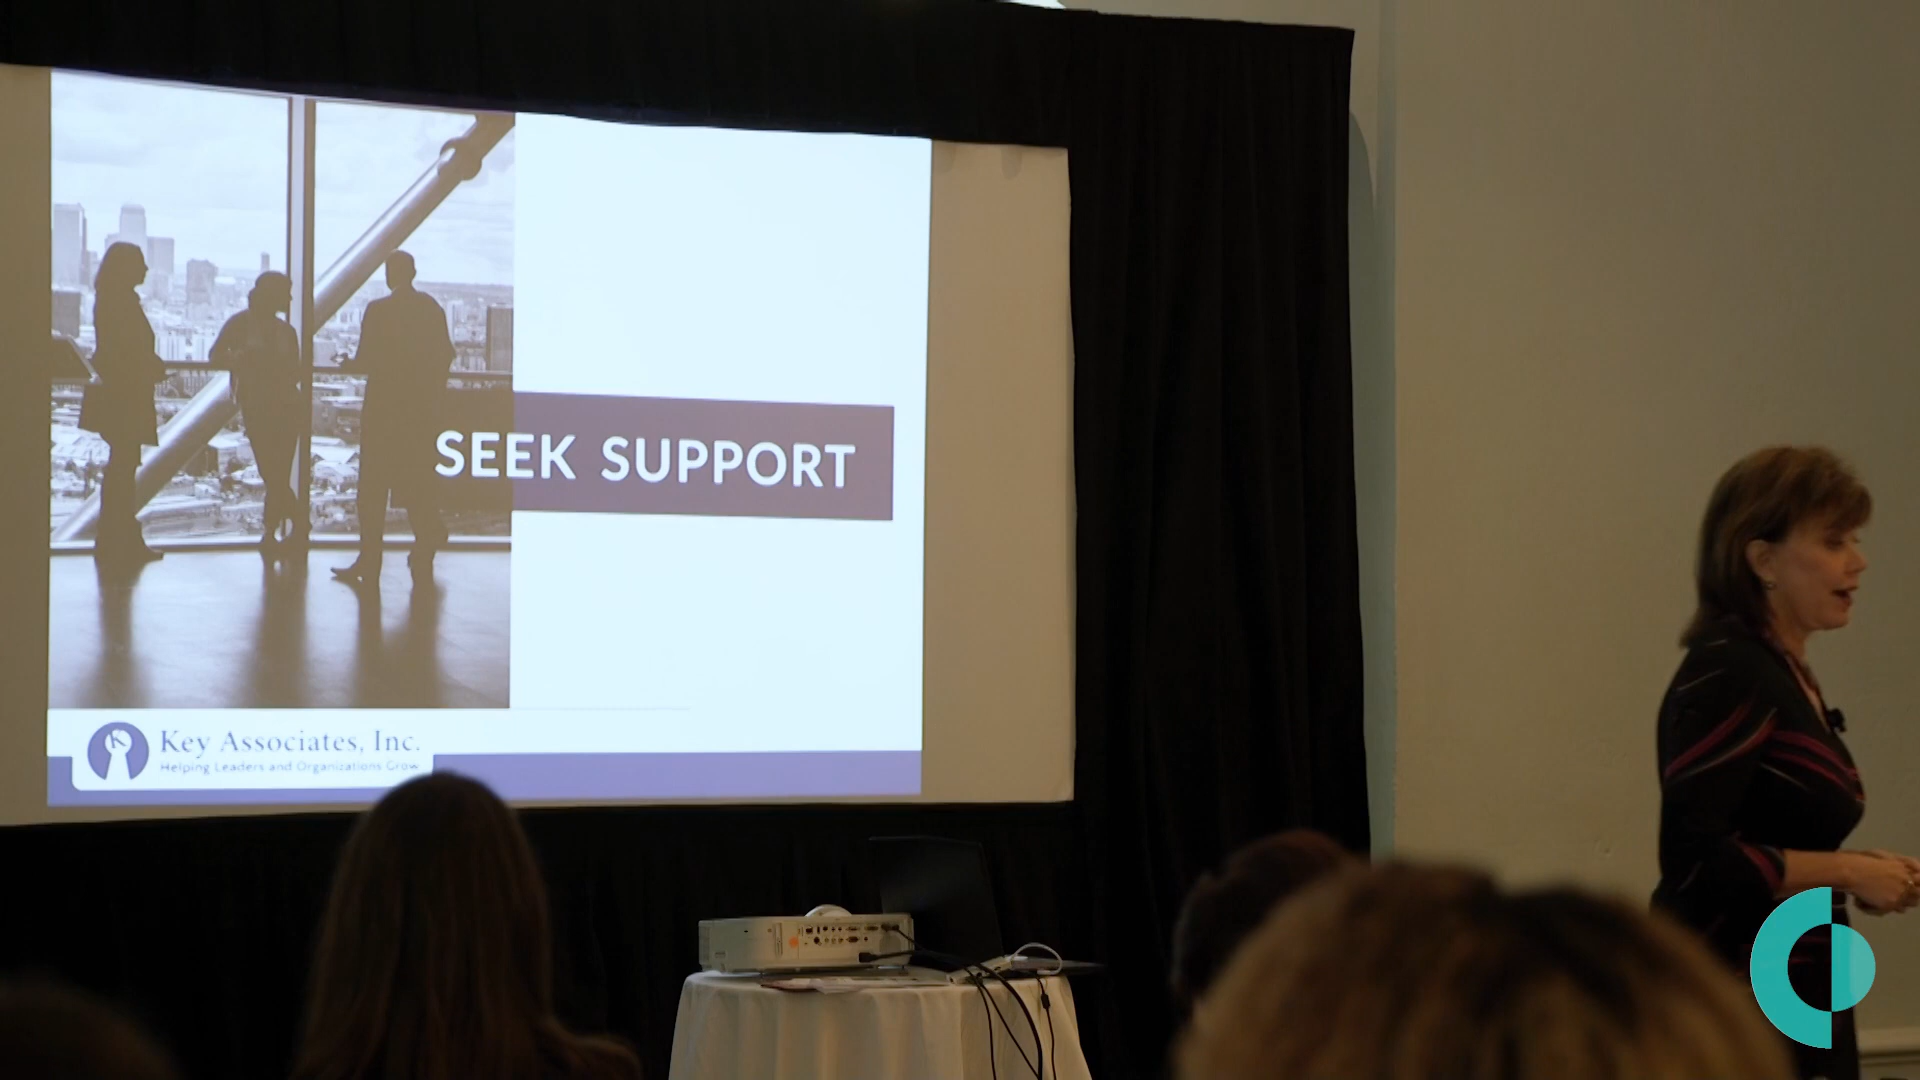 SEEK SUPPORT
Key Associates, Inc.
Helping Leaders and Organizations Grow